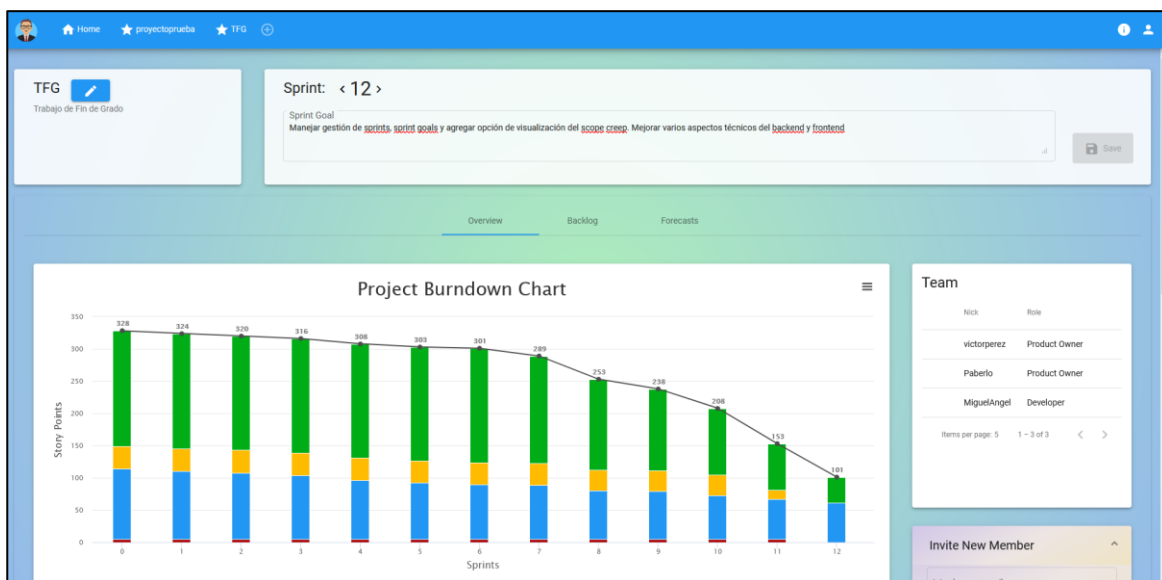 Home proyectoprueba TFG
TFG
Trabajo de Fin de Grado
Sprint: ‹ 12 ›
Sprint Goal
Manejar gestión de sprints, sprint goals y agregar opción de visualización del scope creep. Mejorar varios aspectos técnicos del backend y frontend
Save
Overview Backlog Forecasts
Project Burndown Chart
350
300
250
200
150
100
50
0
Story Points
328 324 320 316 308 303 301 289 253 238 208 153 101
0 1 2 3 4 5 6 7 8 9 10 11 12
Sprints
Team
Nick Role
victorperez Product Owner
Paberlo Product Owner
MiguelAngel Developer
Items per page: 5 1 – 3 of 3
Invite New Member